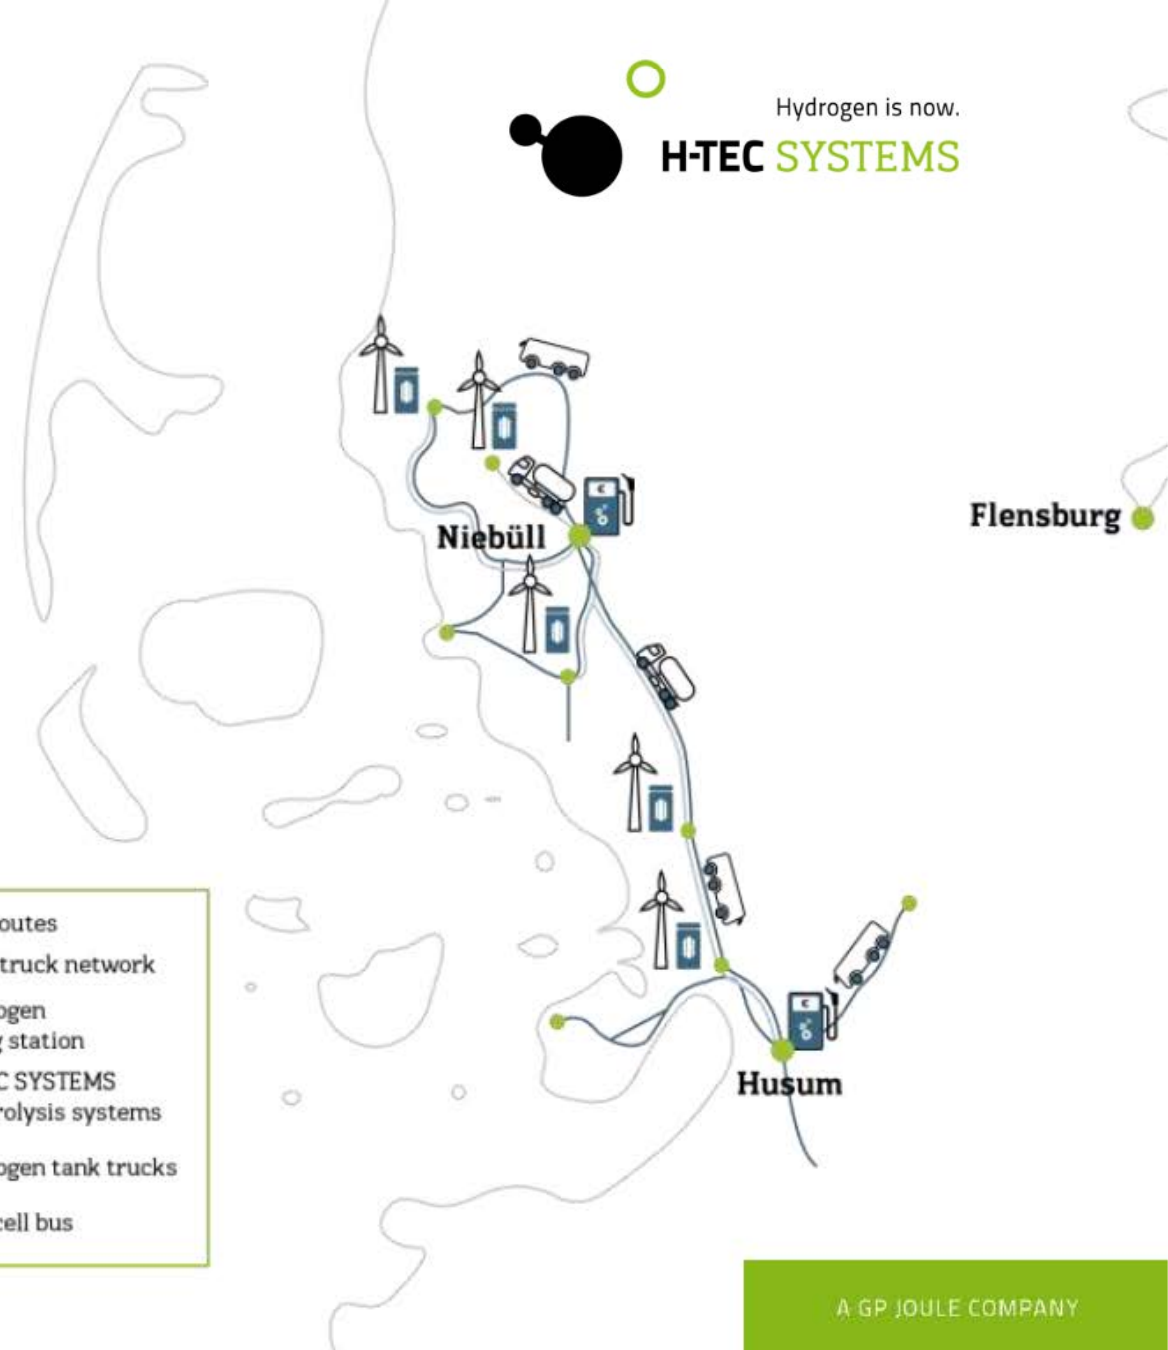 Hydrogen is now.
H-TEC SYSTEMS
Niebüll
Flensburg
outes
truck network
ogen
g station
C SYSTEMS
rolysis systems
ogen tank trucks
cell bus
Husum
A GP JOULE COMPANY